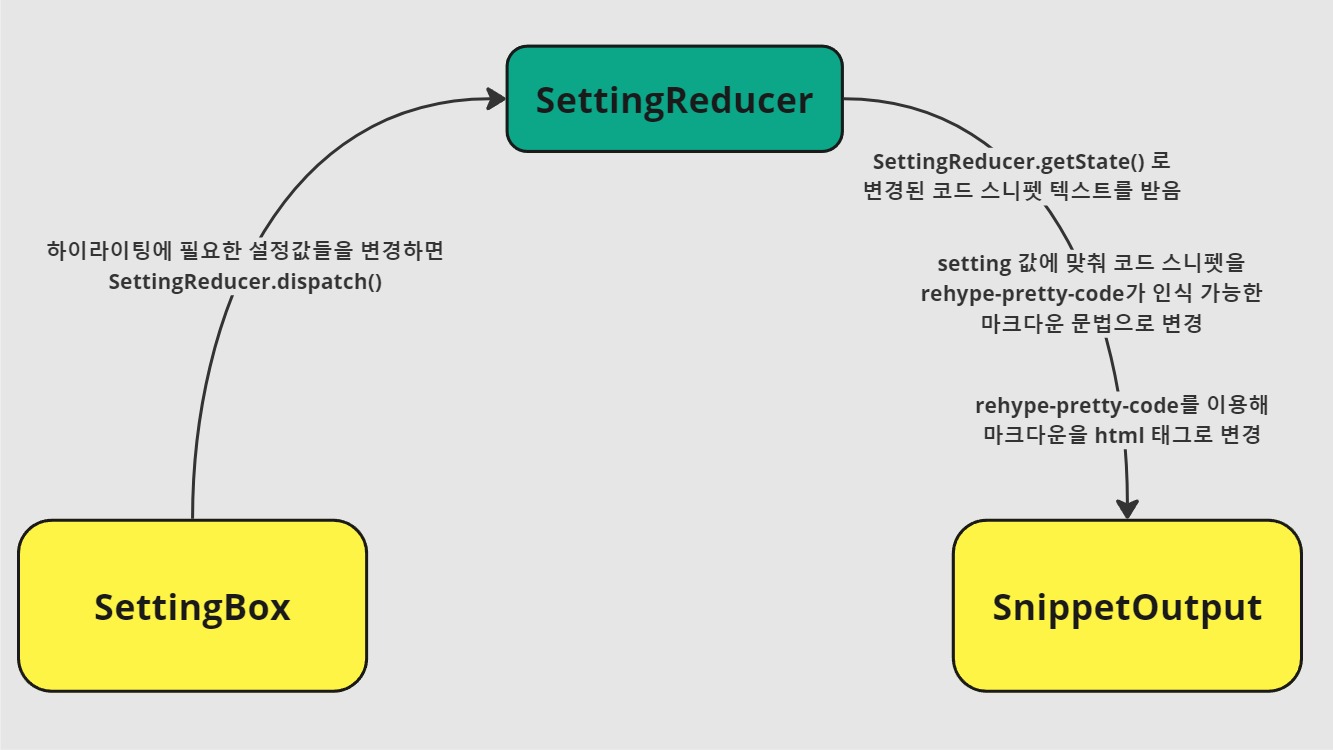 SettingReducer
SettingReducer.getState() 로
변경된 코드 스니펫 텍스트를 받음
하이라이팅에 필요한 설정값들을 변경하면
SettingReducer.dispatch()
setting 값에 맞춰 코드 스니펫을
rehype-pretty-code가 인식 가능한
마크다운 문법으로 변경
rehype-pretty-code를 이용해
마크다운을 html 태그로 변경
SettingBox
SnippetOutput